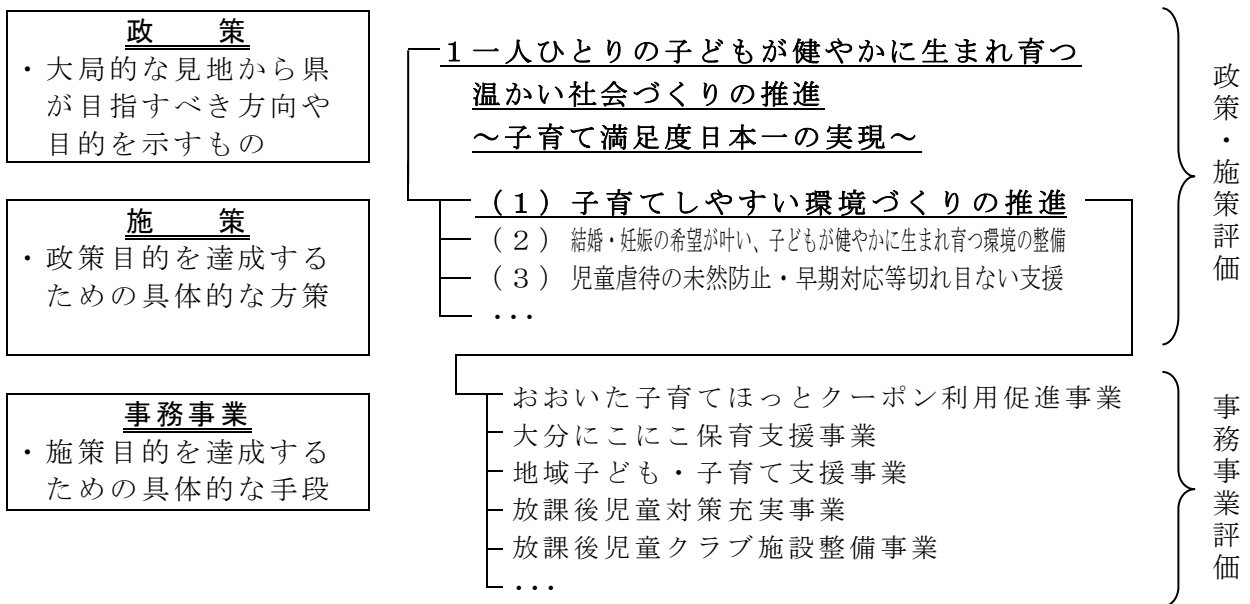 政　　策
・大局的な見地から県
が目指すべき方向や
目的を示すもの
施　　策
・政策目的を達成する
ための具体的な方策
事務事業
・施策目的を達成する
ための具体的な手段
1 一人ひとりの子どもが健やかに生まれ育つ
温かい社会づくりの推進
～子育て満足度日本一の実現～
（１）子育てしやすい環境づくりの推進
（２）結婚・妊娠の希望が叶い、子どもが健やかに生まれ育つ環境の整備
（３）児童虐待の未然防止・早期対応等切れ目ない支援
・・・
おおいた子育てほっとクーポン利用促進事業
大分にこにこ保育支援事業
地域子ども・子育て支援事業
放課後児童対策充実事業
放課後児童クラブ施設整備事業
・・・
政策・施策評価
事務事業評価